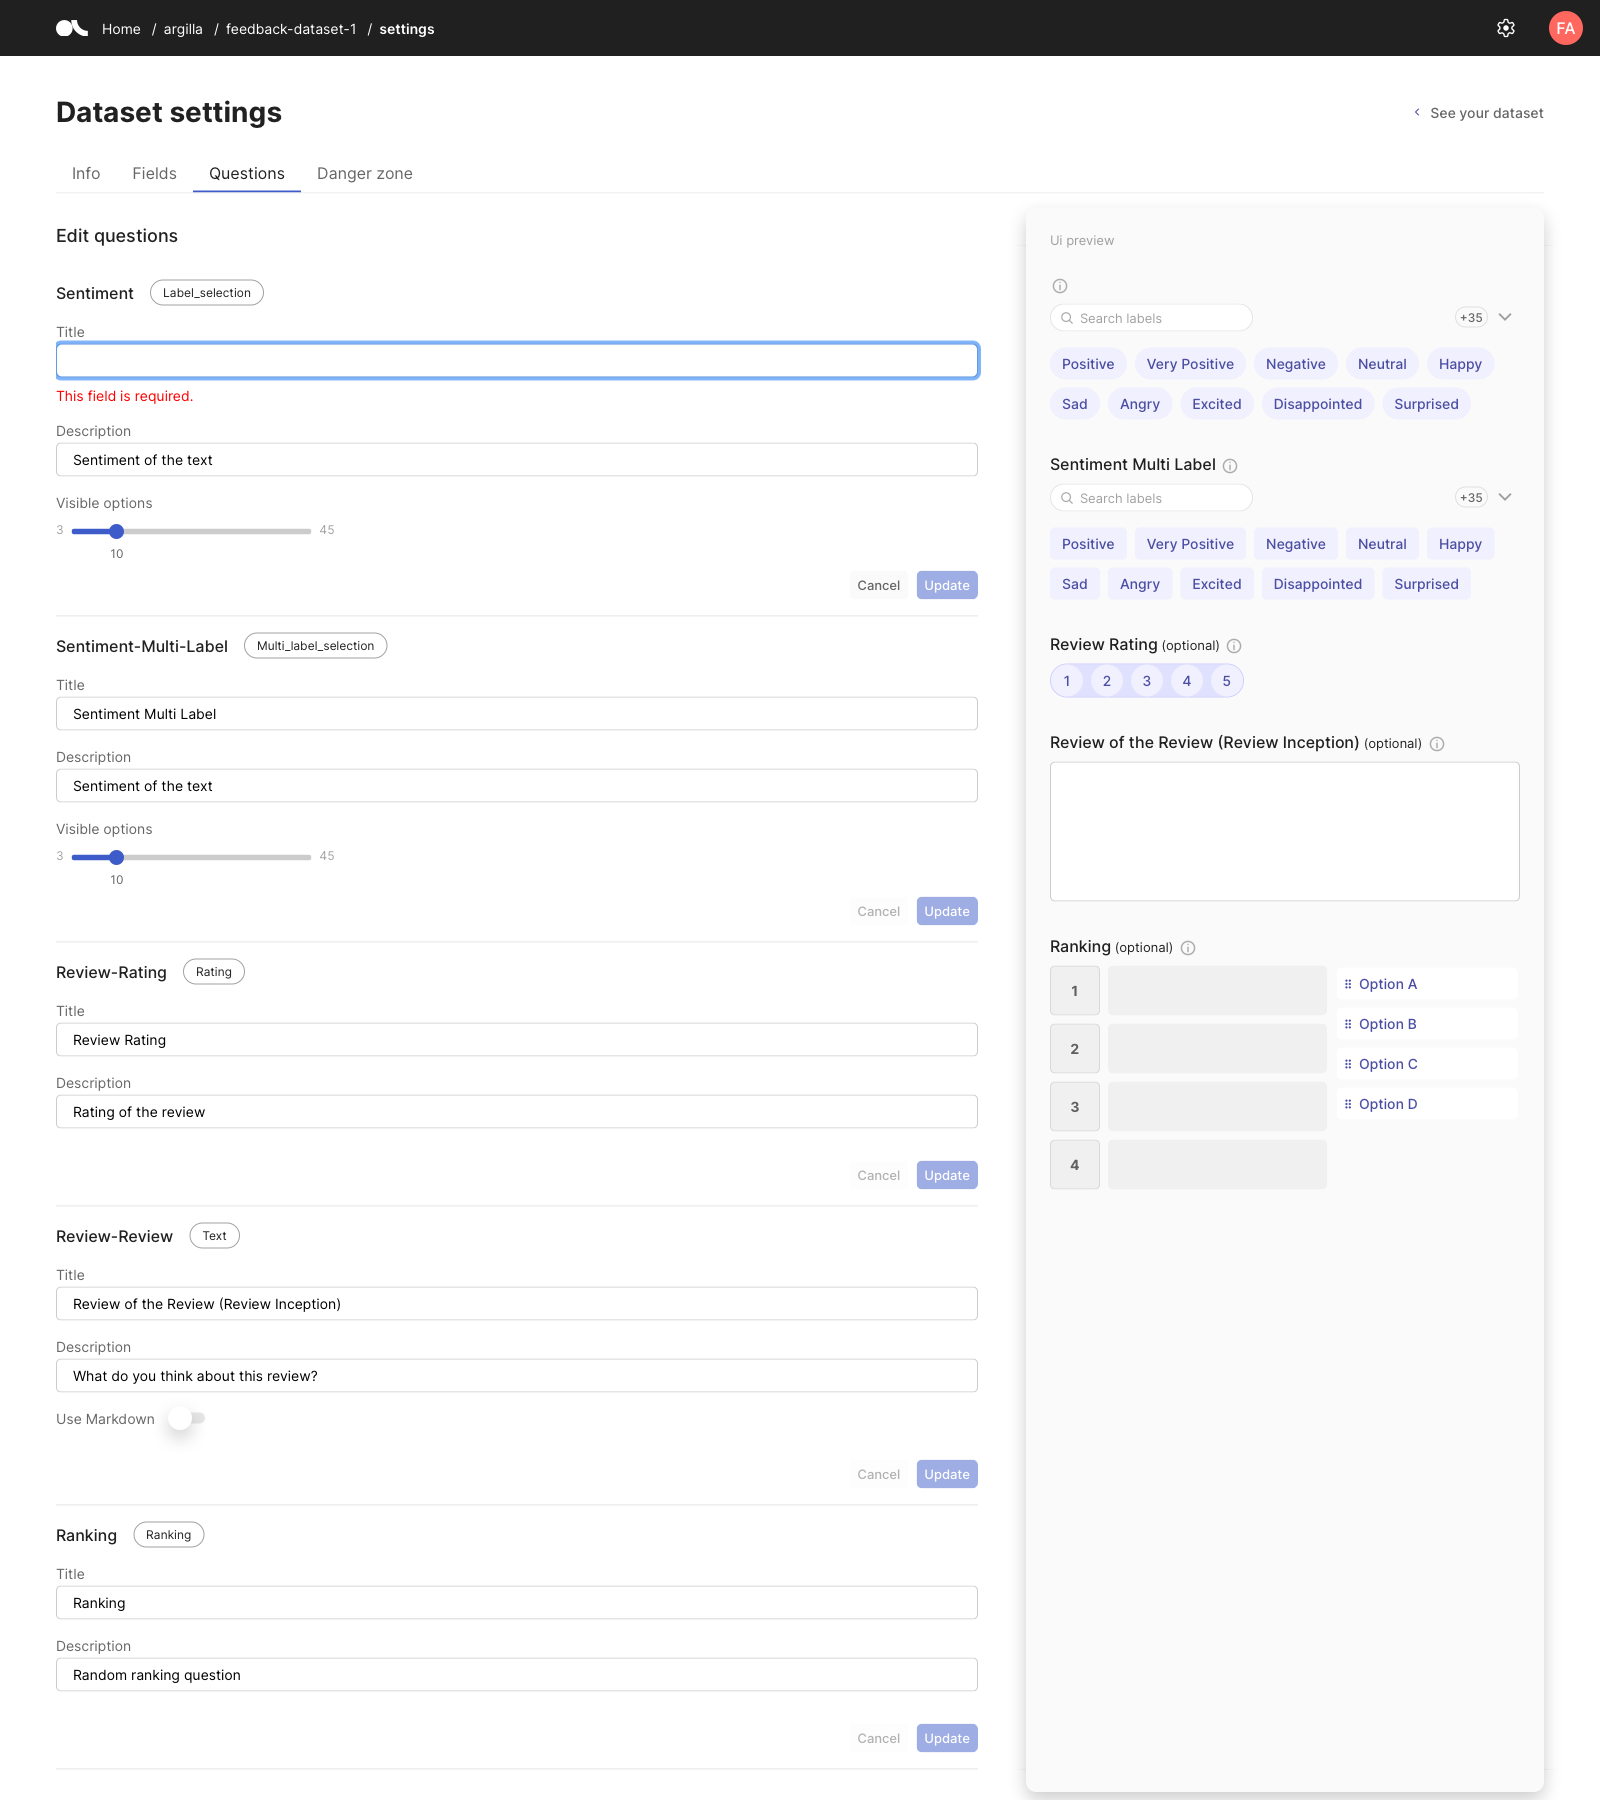 Home / argilla / feedback-dataset-1 / settings
FA
Dataset settings
See your dataset
Info Fields Questions Danger zone
Edit questions
Sentiment Label_selection
Title
This field is required.
Description
Sentiment of the text
Visible options
3 45
10
Cancel Update
Sentiment-Multi-Label Multi_label_selection
Title
Sentiment Multi Label
Description
Sentiment of the text
Visible options
3 45
10
Cancel Update
Review-Rating Rating
Title
Review Rating
Description
Rating of the review
Cancel Update
Review-Review Text
Title
Review of the Review (Review Inception)
Description
What do you think about this review?
Use Markdown
Cancel Update
Ranking Ranking
Title
Ranking
Description
Random ranking question
Cancel Update
Ui preview
Search labels +35
Positive Very Positive Negative Neutral Happy
Sad Angry Excited Disappointed Surprised
Sentiment Multi Label
Search labels +35
Positive Very Positive Negative Neutral Happy
Sad Angry Excited Disappointed Surprised
Review Rating (optional)
1 2 3 4 5
Review of the Review (Review Inception) (optional)
Ranking (optional)
1 Option A
2 Option B
3 Option C
4 Option D